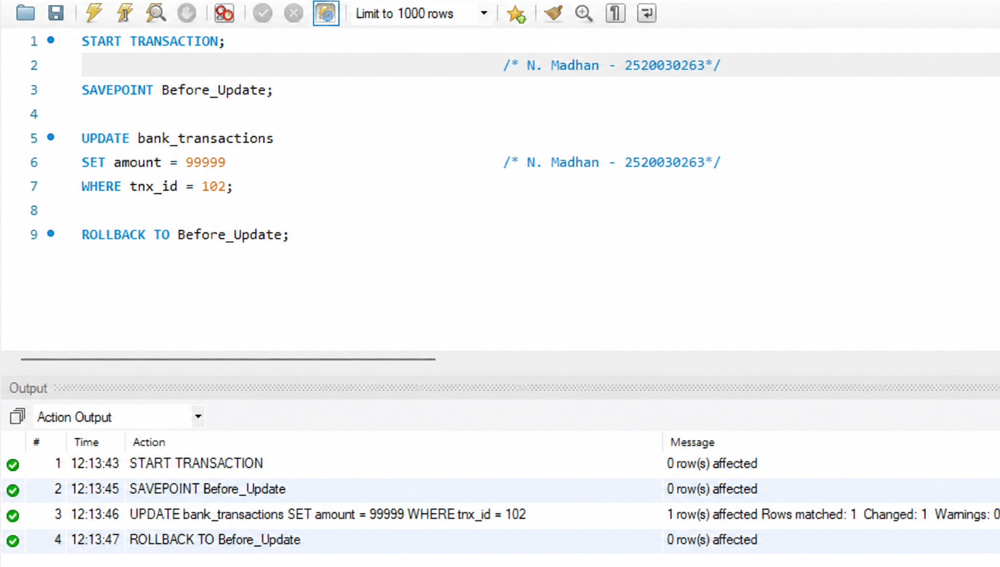 Limit to 1000 rows
1 START TRANSACTION;
2 /* N. Madhan - 2520030263*/
3 SAVEPOINT Before_Update;
4
5 UPDATE bank_transactions
6 SET amount = 99999 /* N. Madhan - 2520030263*/
7 WHERE tnx_id = 102;
8
9 ROLLBACK TO Before_Update;
Output
Action Output
# Time Action Message
1 12:13:43 START TRANSACTION 0 row(s) affected
2 12:13:45 SAVEPOINT Before_Update 0 row(s) affected
3 12:13:46 UPDATE bank_transactions SET amount = 99999 WHERE tnx_id = 102 1 row(s) affected Rows matched: 1 Changed: 1 Warnings: 0
4 12:13:47 ROLLBACK TO Before_Update 0 row(s) affected